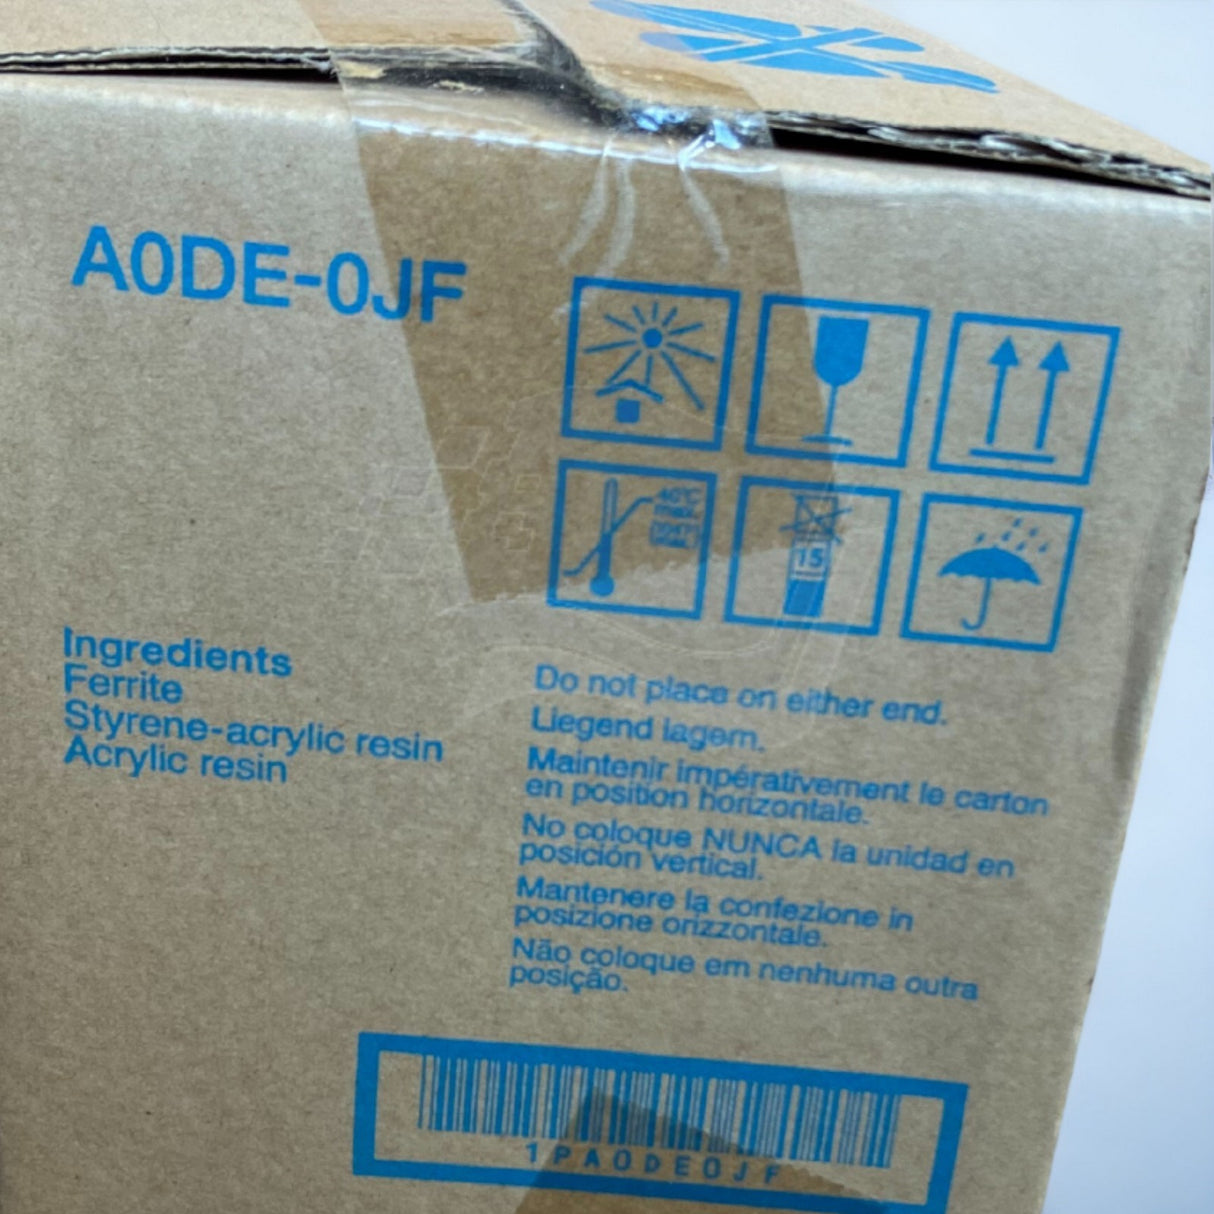 A0DE-0JF
40°C
15
Ingredients
Ferrite
Styrene-acrylic resin
Acrylic resin
Do not place on either end.
Liegend lagern.
Maintenir impérativement le carton
en position horizontale.
No coloque NUNCA la unidad en
posición vertical.
Mantenere la confezione in
posizione orizzontale.
Não coloque em nenhuma outra
posição.
1PA0DE0JF